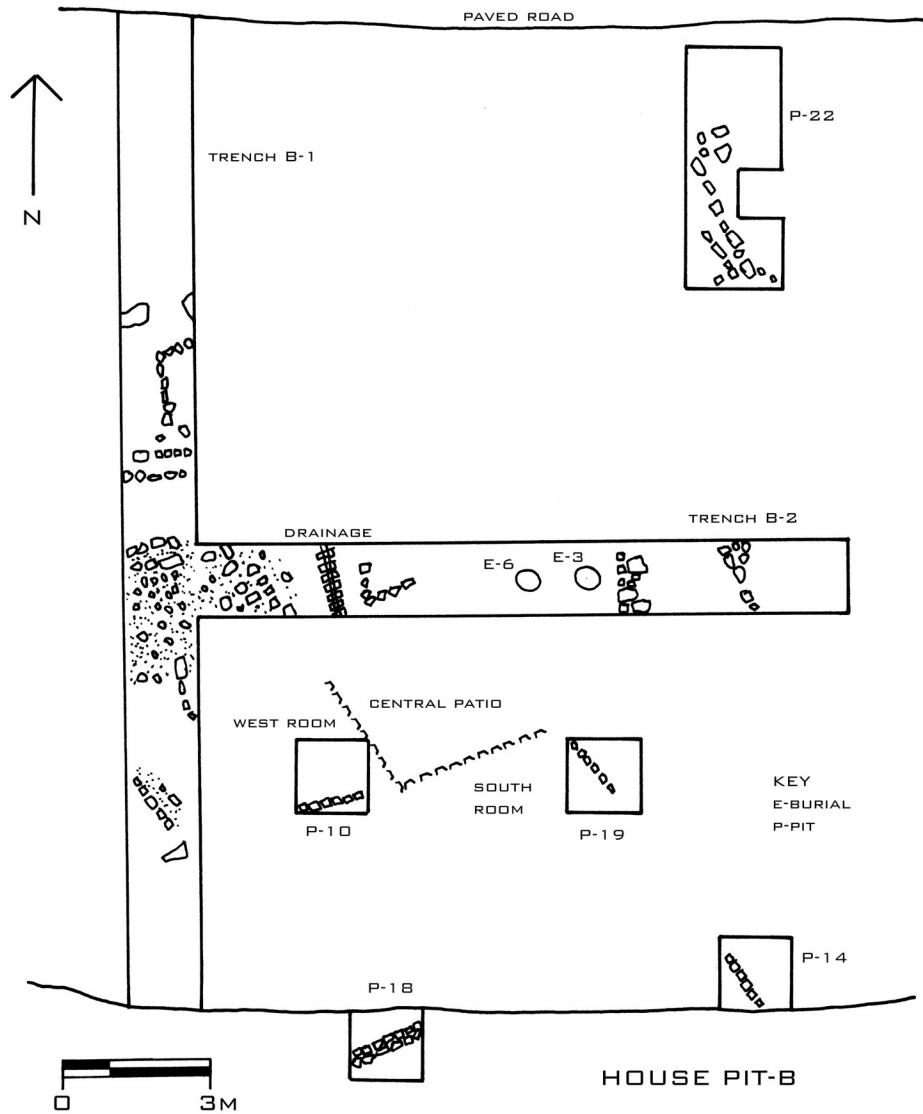 PAVED ROAD
P-22
TRENCH B-1
N
TRENCH B-2
DRAINAGE
E-6
E-3
CENTRAL PATIO
WEST ROOM
SOUTH
ROOM
KEY
E-BURIAL
P-PIT
P-10
P-19
P-14
P-18
HOUSE PIT-B
0
3M